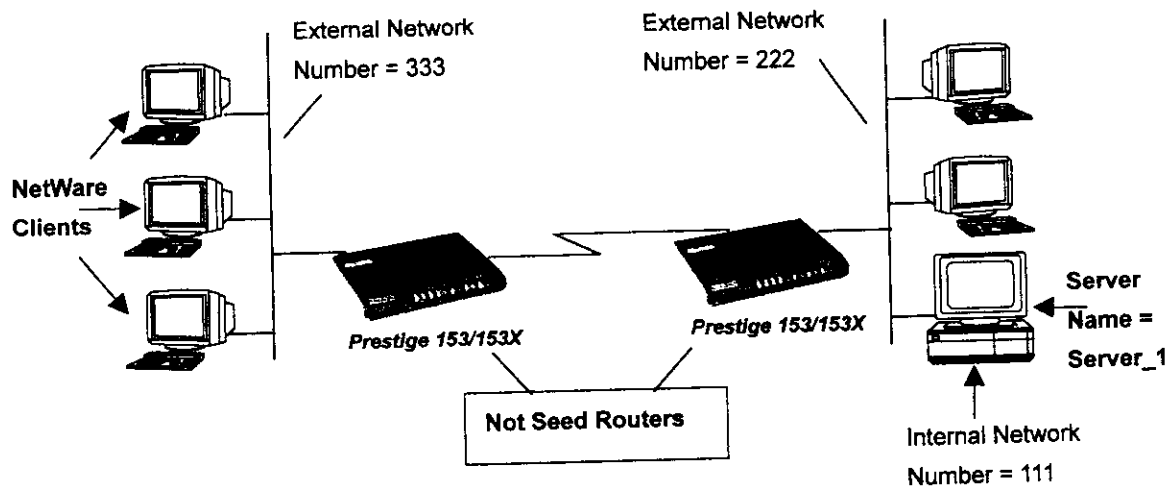 External Network
Number = 333
External Network
Number = 222
NetWare
Clients
Prestige 153/153X
Prestige 153/153X
Server
Name =
Server_1
Not Seed Routers
Internal Network
Number = 111